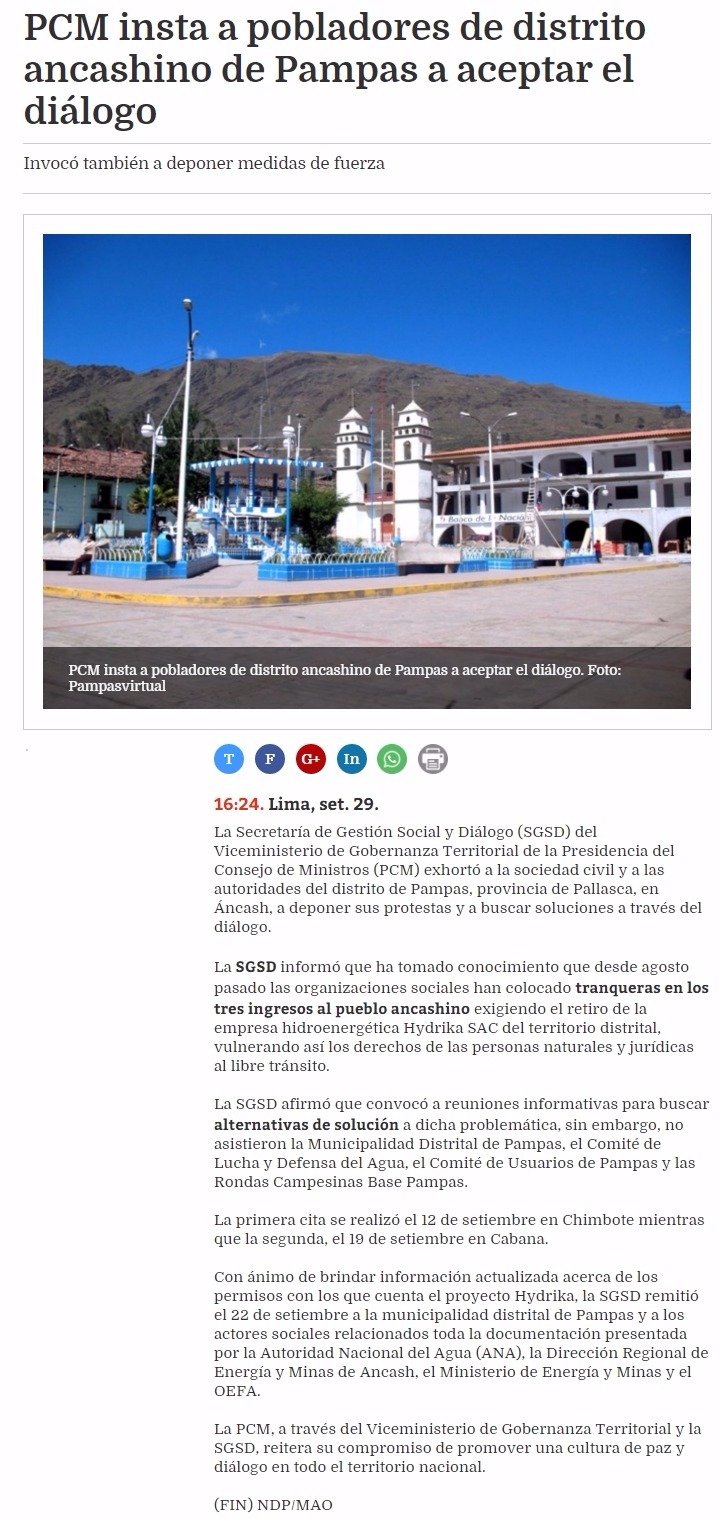 PCM insta a pobladores de distrito
ancashino de Pampas a aceptar el
diálogo
Invocó también a deponer medidas de fuerza
Banco de la Nación
PCM insta a pobladores de distrito ancashino de Pampas a aceptar el diálogo. Foto:
Pampasvirtual
T F G+ In
16:24. Lima, set. 29.
La Secretaría de Gestión Social y Diálogo (SGSD) del
Viceministerio de Gobernanza Territorial de la Presidencia del
Consejo de Ministros (PCM) exhortó a la sociedad civil y a las
autoridades del distrito de Pampas, provincia de Pallasca, en
Áncash, a deponer sus protestas y a buscar soluciones a través del
diálogo.
La SGSD informó que ha tomado conocimiento que desde agosto
pasado las organizaciones sociales han colocado tranqueras en los
tres ingresos al pueblo ancashino exigiendo el retiro de la
empresa hidroenergética Hydrika SAC del territorio distrital,
vulnerando así los derechos de las personas naturales y jurídicas
al libre tránsito.
La SGSD afirmó que convocó a reuniones informativas para buscar
alternativas de solución a dicha problemática, sin embargo, no
asistieron la Municipalidad Distrital de Pampas, el Comité de
Lucha y Defensa del Agua, el Comité de Usuarios de Pampas y las
Rondas Campesinas Base Pampas.
La primera cita se realizó el 12 de setiembre en Chimbote mientras
que la segunda, el 19 de setiembre en Cabana.
Con ánimo de brindar información actualizada acerca de los
permisos con los que cuenta el proyecto Hydrika, la SGSD remitió
el 22 de setiembre a la municipalidad distrital de Pampas y a los
actores sociales relacionados toda la documentación presentada
por la Autoridad Nacional del Agua (ANA), la Dirección Regional de
Energía y Minas de Ancash, el Ministerio de Energía y Minas y el
OEFA.
La PCM, a través del Viceministerio de Gobernanza Territorial y la
SGSD, reitera su compromiso de promover una cultura de paz y
diálogo en todo el territorio nacional.
(FIN) NDP/MAO